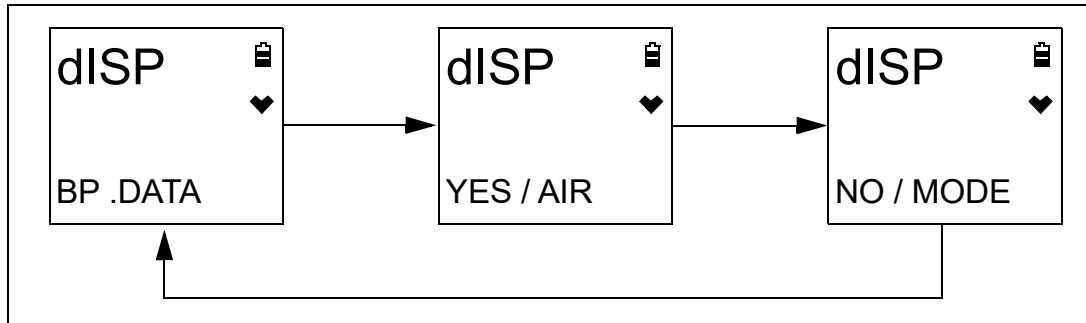 dISP
BP .DATA
dISP
YES / AIR
dISP
NO / MODE